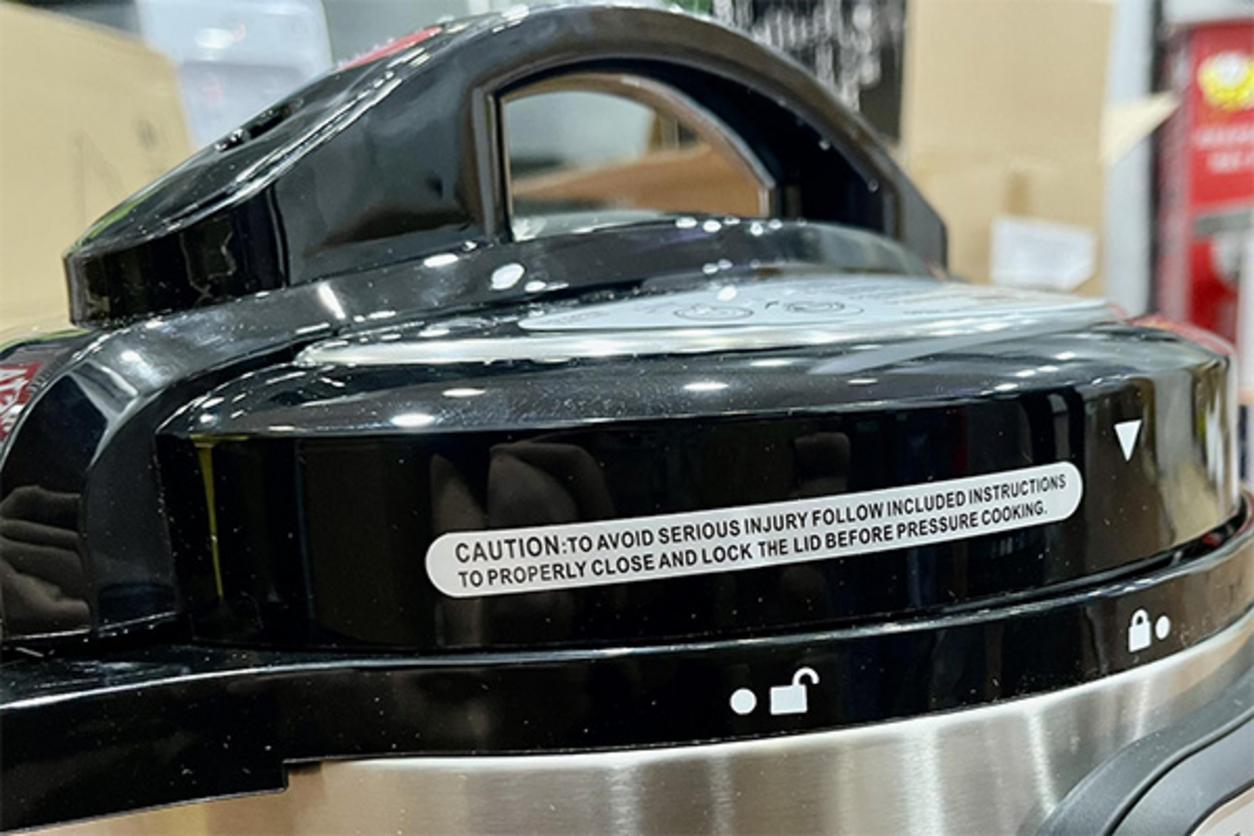 CAUTION:TO AVOID SERIOUS INJURY FOLLOW INCLUDED INSTRUCTIONS
TO PROPERLY CLOSE AND LOCK THE LID BEFORE PRESSURE COOKING.